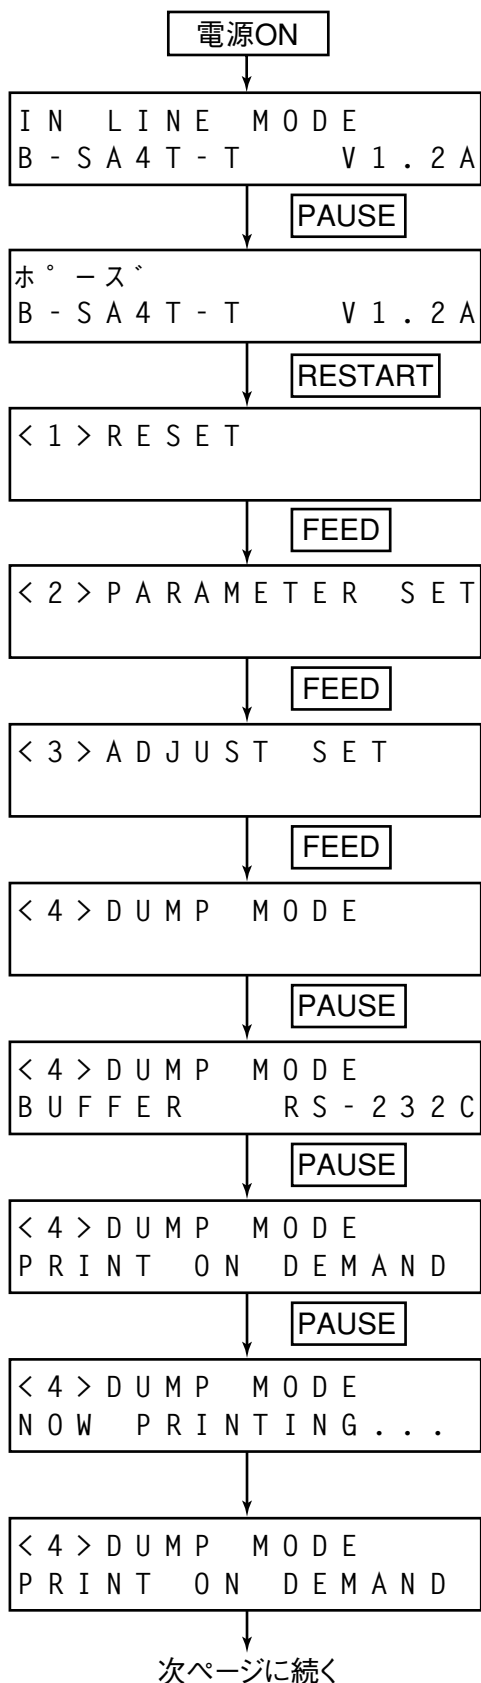 電源ON
IN LINE MODE
B-SA4T-T V1.2A
PAUSE
ホ゜ーズ
B-SA4T-T V1.2A
RESTART
<1>RESET
FEED
<2>PARAMETER SET
FEED
<3>ADJUST SET
FEED
<4>DUMP MODE
PAUSE
<4>DUMP MODE
BUFFER RS-232C
PAUSE
<4>DUMP MODE
PRINT ON DEMAND
PAUSE
<4>DUMP MODE
NOW PRINTING...
<4>DUMP MODE
PRINT ON DEMAND
次ページに続く